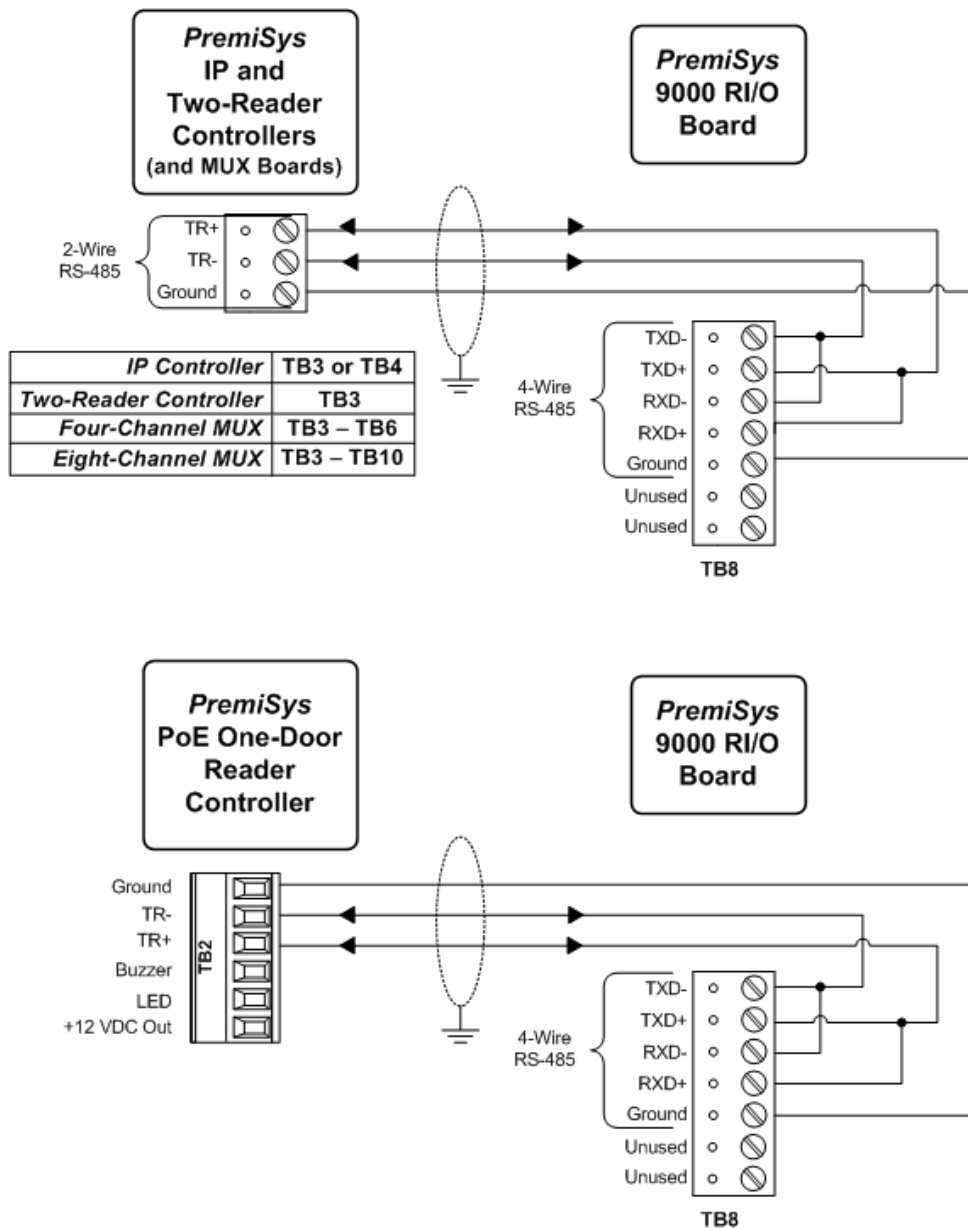 PremiSys
IP and
Two-Reader
Controllers
(and MUX Boards)
PremiSys
9000 RI/O
Board
2-Wire
RS-485
TR+
TR-
Ground
IP Controller TB3 or TB4
Two-Reader Controller TB3
Four-Channel MUX TB3 – TB6
Eight-Channel MUX TB3 – TB10
4-Wire
RS-485
TXD-
TXD+
RXD-
RXD+
Ground
Unused
Unused
TB8
PremiSys
PoE One-Door
Reader
Controller
PremiSys
9000 RI/O
Board
Ground
TR-
TR+
Buzzer
LED
+12 VDC Out
TB2
4-Wire
RS-485
TXD-
TXD+
RXD-
RXD+
Ground
Unused
Unused
TB8